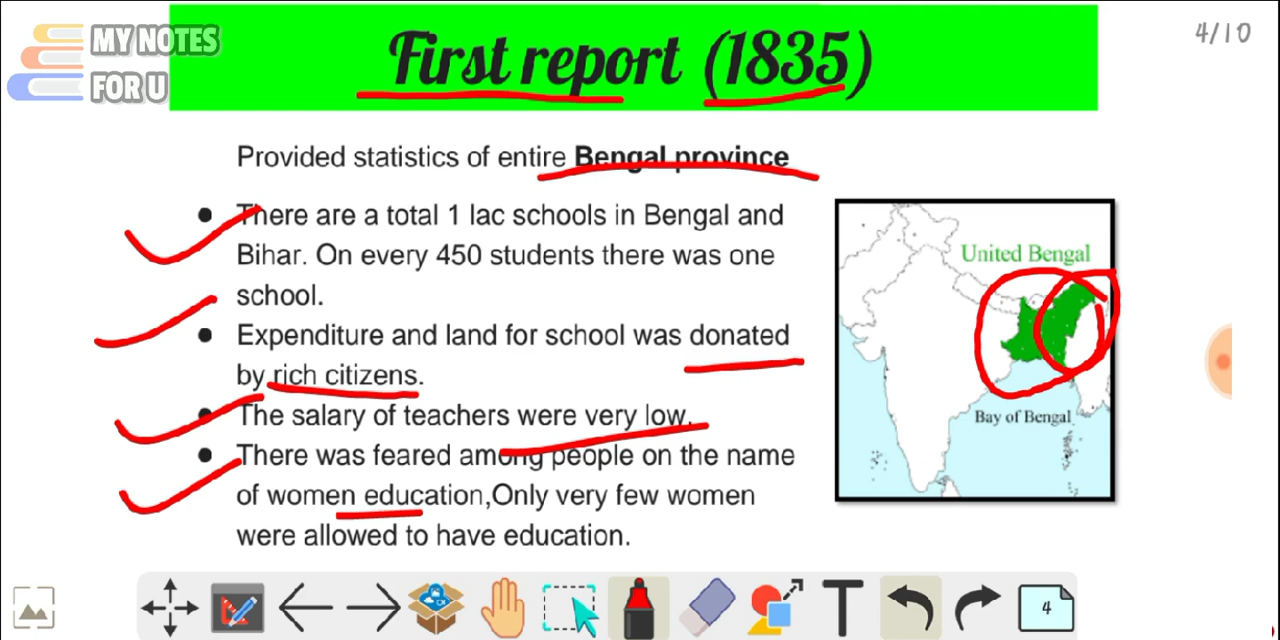 MY NOTES
FOR U
First report (1835)
4/10
Provided statistics of entire Bengal province
There are a total 1 lac schools in Bengal and
Bihar. On every 450 students there was one
school.
Expenditure and land for school was donated
by rich citizens.
The salary of teachers were very low.
There was feared among people on the name
of women education,Only very few women
were allowed to have education.
United Bengal
Bay of Bengal
T
4